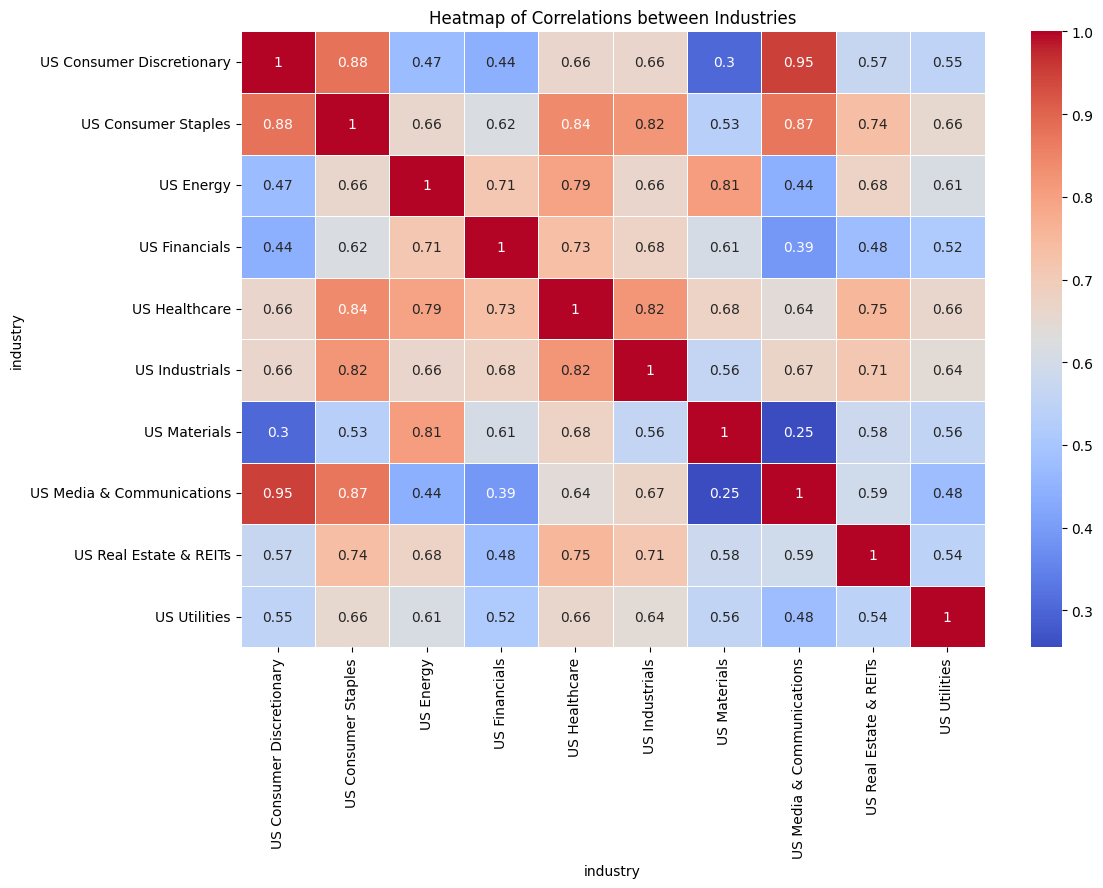 Heatmap of Correlations between Industries
US Consumer Discretionary 1 0.88 0.47 0.44 0.66 0.66 0.3 0.95 0.57 0.55
US Consumer Staples 0.88 1 0.66 0.62 0.84 0.82 0.53 0.87 0.74 0.66
US Energy 0.47 0.66 1 0.71 0.79 0.66 0.81 0.44 0.68 0.61
US Financials 0.44 0.62 0.71 1 0.73 0.68 0.61 0.39 0.48 0.52
US Healthcare 0.66 0.84 0.79 0.73 1 0.82 0.68 0.64 0.75 0.66
US Industrials 0.66 0.82 0.66 0.68 0.82 1 0.56 0.67 0.71 0.64
US Materials 0.3 0.53 0.81 0.61 0.68 0.56 1 0.25 0.58 0.56
US Media & Communications 0.95 0.87 0.44 0.39 0.64 0.67 0.25 1 0.59 0.48
US Real Estate & REITs 0.57 0.74 0.68 0.48 0.75 0.71 0.58 0.59 1 0.54
US Utilities 0.55 0.66 0.61 0.52 0.66 0.64 0.56 0.48 0.54 1
industry
US Consumer Discretionary
US Consumer Staples
US Energy
US Financials
US Healthcare
US Industrials
US Materials
US Media & Communications
US Real Estate & REITs
US Utilities
industry
1.0
0.9
0.8
0.7
0.6
0.5
0.4
0.3